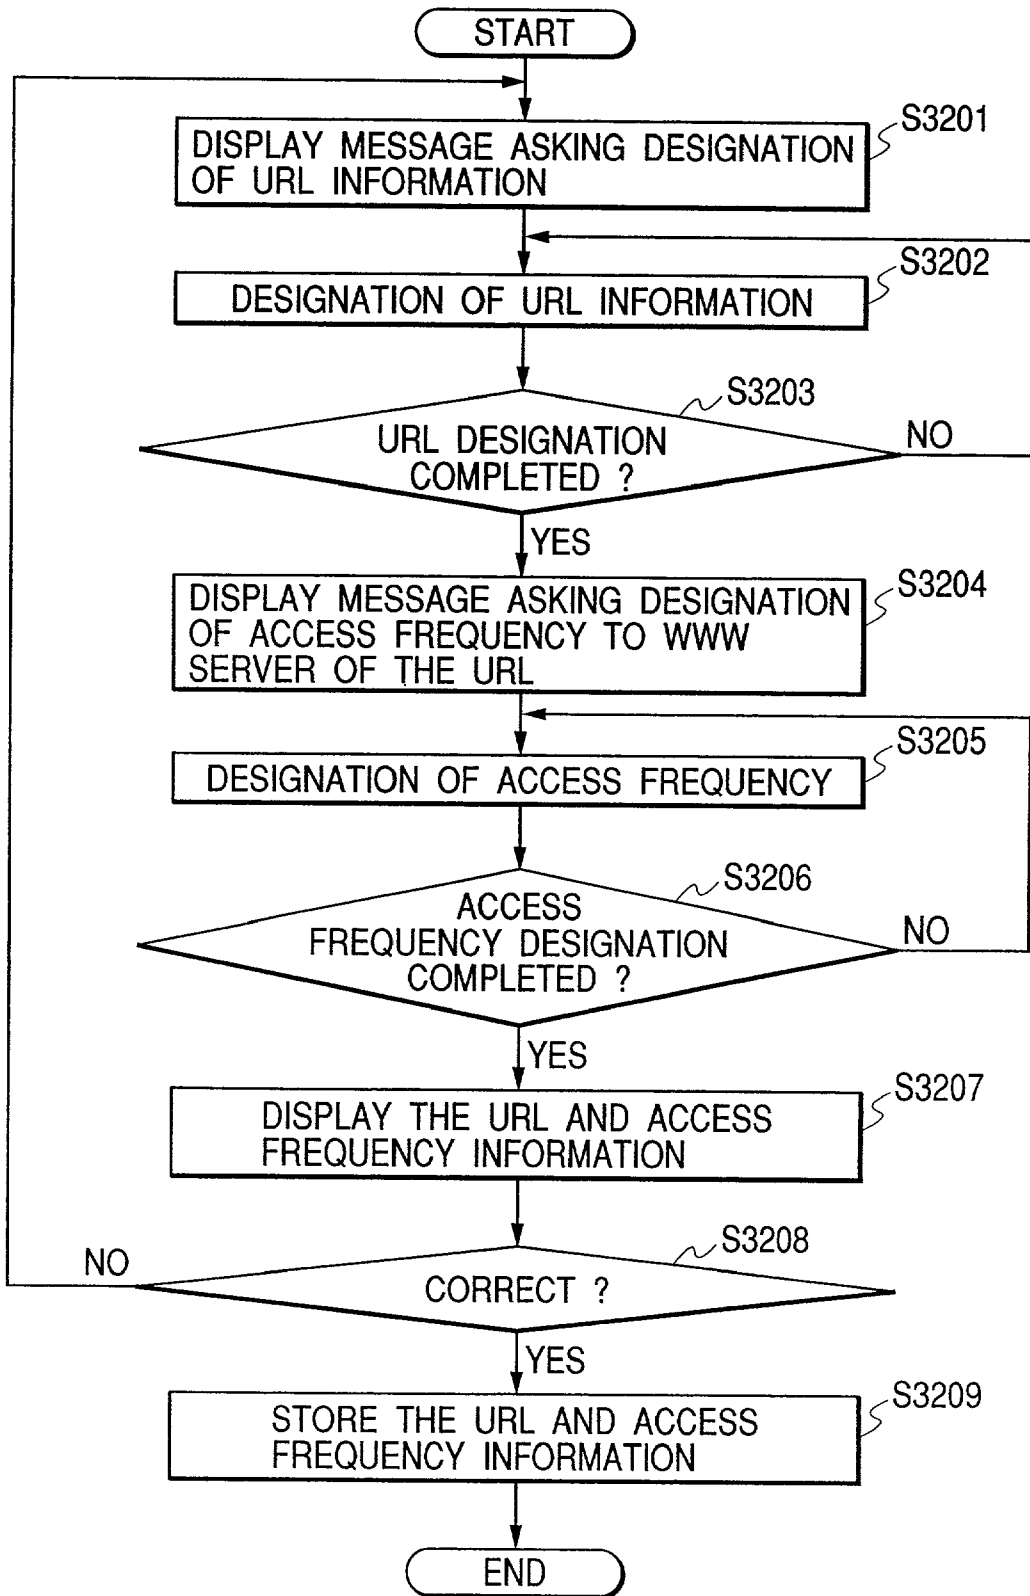 START
S3201
DISPLAY MESSAGE ASKING DESIGNATION
OF URL INFORMATION
S3202
DESIGNATION OF URL INFORMATION
S3203
URL DESIGNATION
COMPLETED ?
NO
YES
S3204
DISPLAY MESSAGE ASKING DESIGNATION
OF ACCESS FREQUENCY TO WWW
SERVER OF THE URL
S3205
DESIGNATION OF ACCESS FREQUENCY
S3206
ACCESS
FREQUENCY DESIGNATION
COMPLETED ?
NO
YES
S3207
DISPLAY THE URL AND ACCESS
FREQUENCY INFORMATION
S3208
NO
CORRECT ?
YES
S3209
STORE THE URL AND ACCESS
FREQUENCY INFORMATION
END